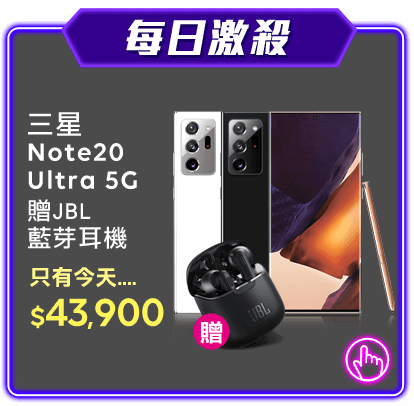 每日激殺
三星
Note20
Ultra 5G
贈JBL
藍芽耳機
只有今天....
$43,900
JBL
贈